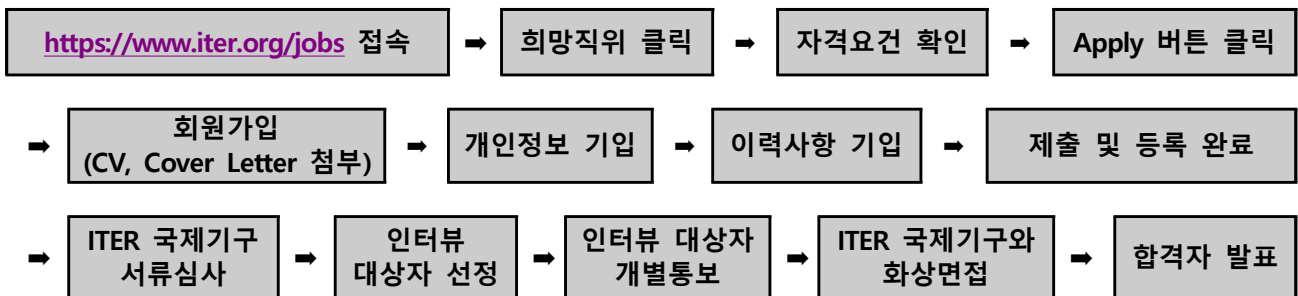 https://www.iter.org/jobs 접속 ➡ 희망직위 클릭 ➡ 자격요건 확인 ➡ Apply 버튼 클릭
➡ 회원가입
(CV, Cover Letter 첨부) ➡ 개인정보 기입 ➡ 이력사항 기입 ➡ 제출 및 등록 완료
➡ ITER 국제기구
서류심사 ➡ 인터뷰
대상자 선정 ➡ 인터뷰 대상자
개별통보 ➡ ITER 국제기구와
화상면접 ➡ 합격자 발표